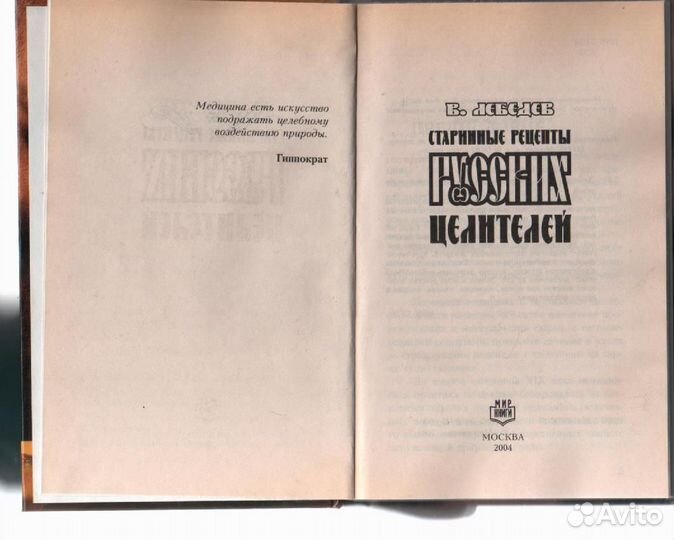 Медицина есть искусство
подражать целебному
воздействию природы.
Гиппократ
В. ЛЕБЕДЕВ
СТАРИННЫЕ РЕЦЕПТЫ
РУССКИХ
ЦЕЛИТЕЛЕЙ
МИР
КНИГИ
МОСКВА
2004
Avito